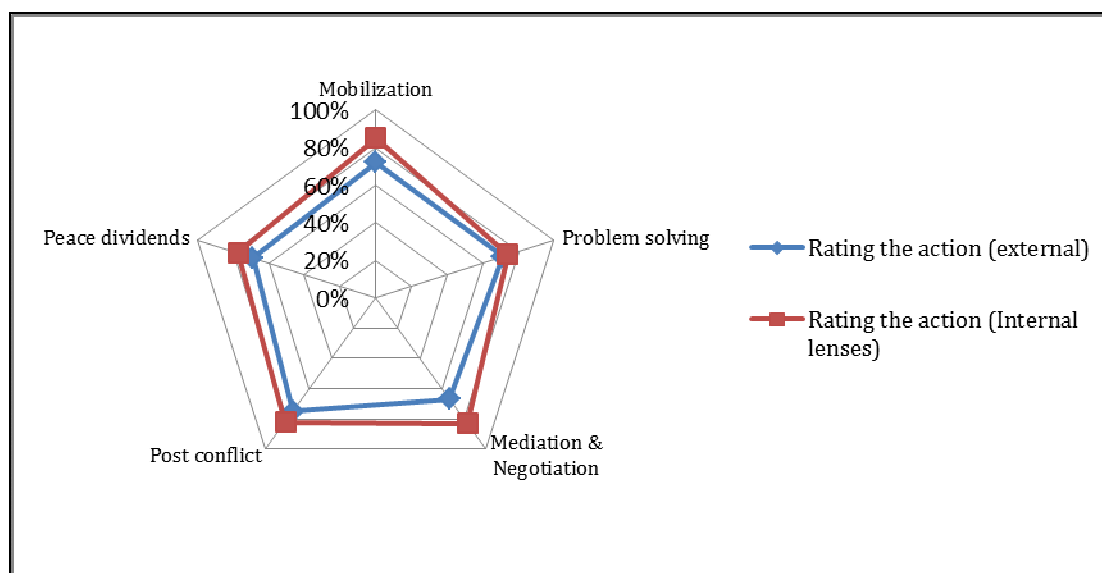 Mobilization
100%
80%
60%
40%
20%
0%
Peace dividends
Problem solving
Post conflict
Mediation &
Negotiation
Rating the action (external)
Rating the action (Internal
lenses)